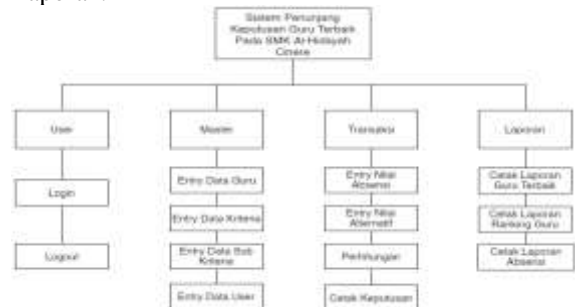 Sistem Penunjang
Keputusan Guru Terbaik
Pada SMK Ar-Hidayah
Cinere
User
Master
Transaksi
Laporan
Login
Logout
Entry Data Guru
Entry Data Kriteria
Entry Data Sub
Kriteria
Entry Data User
Entry Nilai
Absensi
Entry Nilai
Alternatif
Perhitungan
Cetak Keputusan
Cetak Laporan
Guru Terbaik
Cetak Laporan
Ranking Guru
Cetak Laporan
Absensi